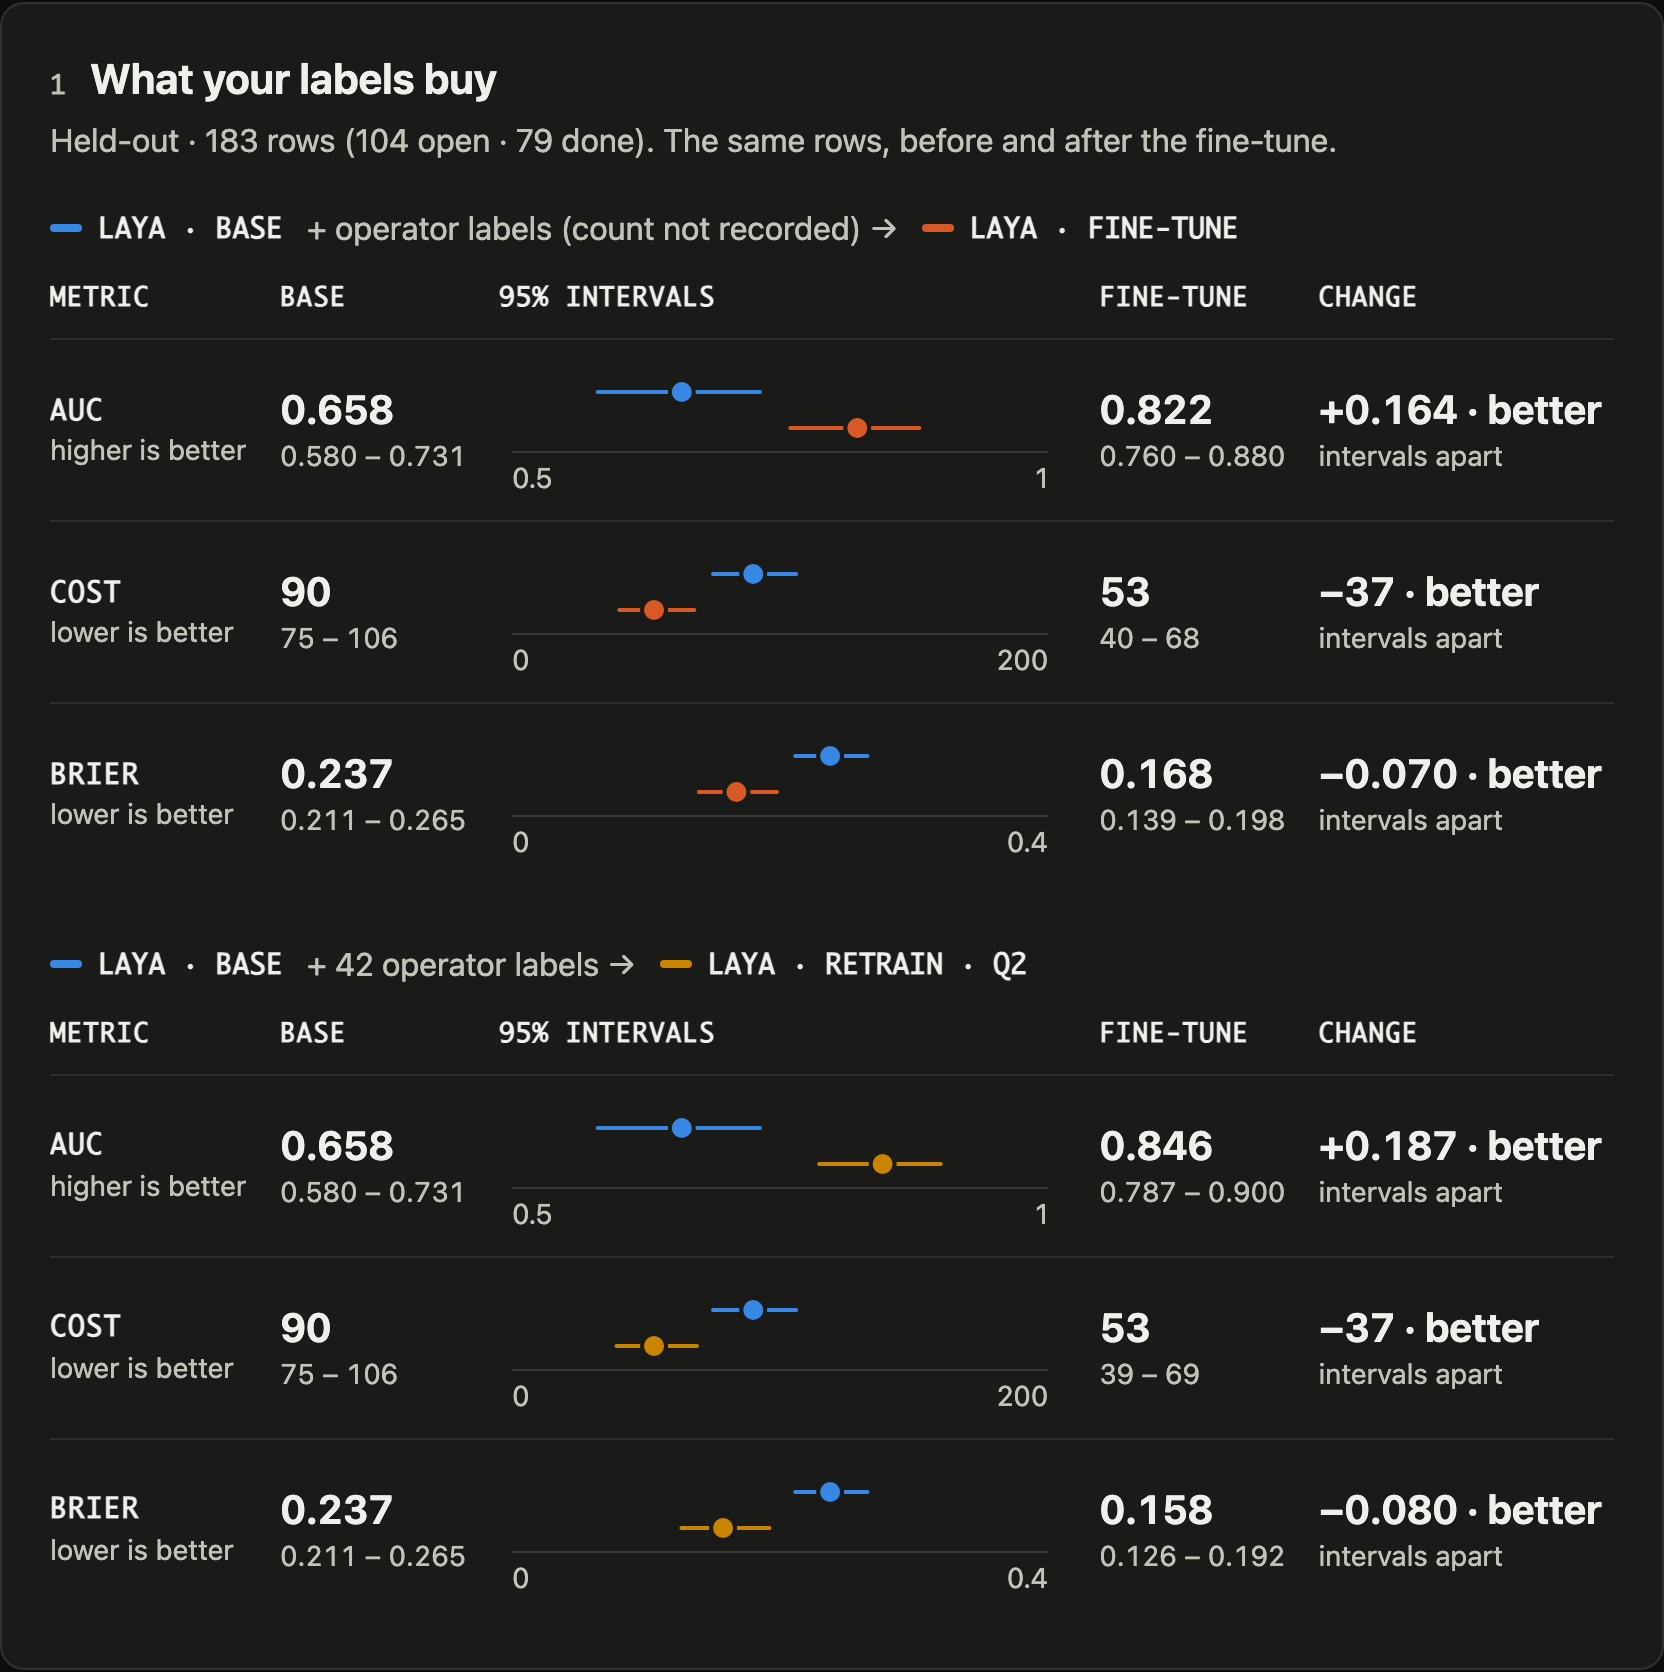 1 What your labels buy
Held-out · 183 rows (104 open · 79 done). The same rows, before and after the fine-tune.
LAYA · BASE + operator labels (count not recorded) → LAYA · FINE-TUNE
METRIC BASE 95% INTERVALS FINE-TUNE CHANGE
AUC 0.658 0.822 +0.164 · better
higher is better 0.580 – 0.731 0.760 – 0.880 intervals apart
0.5 1
COST 90 53 −37 · better
lower is better 75 – 106 40 – 68 intervals apart
0 200
BRIER 0.237 0.168 −0.070 · better
lower is better 0.211 – 0.265 0.139 – 0.198 intervals apart
0 0.4
LAYA · BASE + 42 operator labels → LAYA · RETRAIN · Q2
METRIC BASE 95% INTERVALS FINE-TUNE CHANGE
AUC 0.658 0.846 +0.187 · better
higher is better 0.580 – 0.731 0.787 – 0.900 intervals apart
0.5 1
COST 90 53 −37 · better
lower is better 75 – 106 39 – 69 intervals apart
0 200
BRIER 0.237 0.158 −0.080 · better
lower is better 0.211 – 0.265 0.126 – 0.192 intervals apart
0 0.4